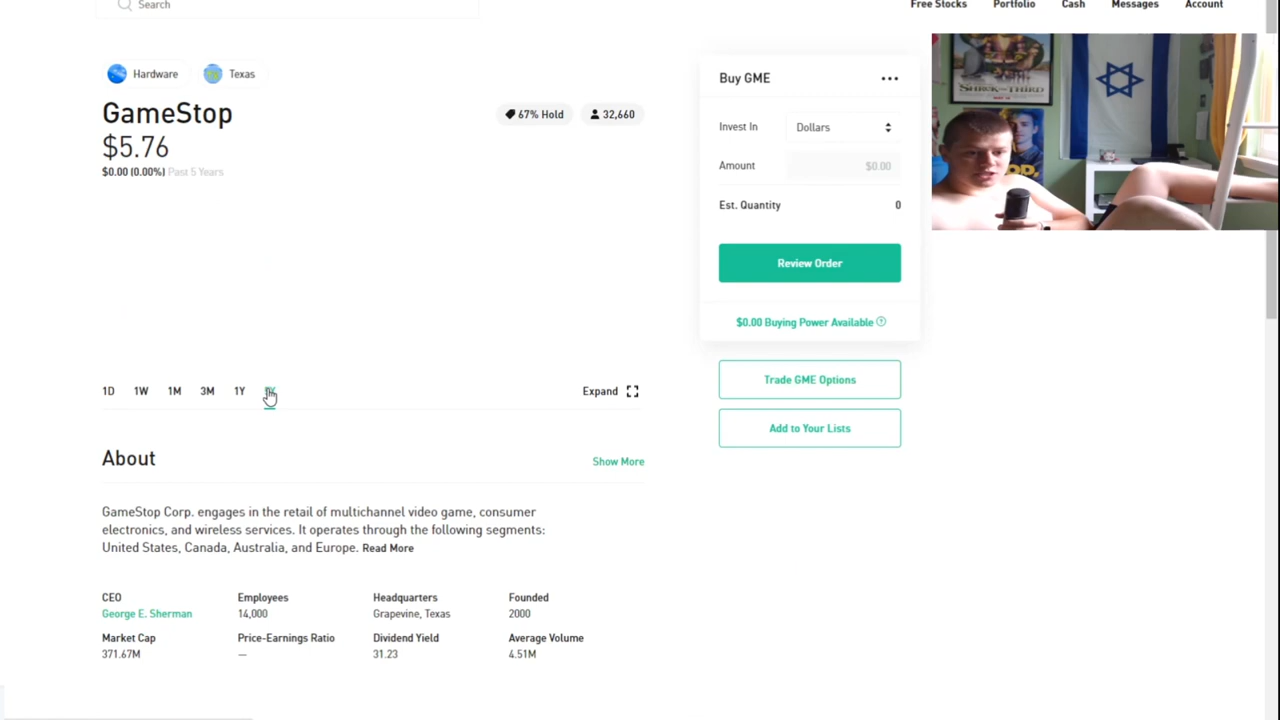 Search
Free Stocks Portfolio Cash Messages Account
Hardware Texas
GameStop
67% Hold 32,660
$5.76
$0.00 (0.00%) Past 5 Years
1D 1W 1M 3M 1Y
Expand
About
Show More
GameStop Corp. engages in the retail of multichannel video game, consumer
electronics, and wireless services. It operates through the following segments:
United States, Canada, Australia, and Europe. Read More
CEO Employees Headquarters Founded
George E. Sherman 14,000 Grapevine, Texas 2000
Market Cap Price-Earnings Ratio Dividend Yield Average Volume
371.67M — 31.23 4.51M
Buy GME
Invest In Dollars
Amount $0.00
Est. Quantity 0
Review Order
$0.00 Buying Power Available
Trade GME Options
Add to Your Lists
SHREK THE THIRD